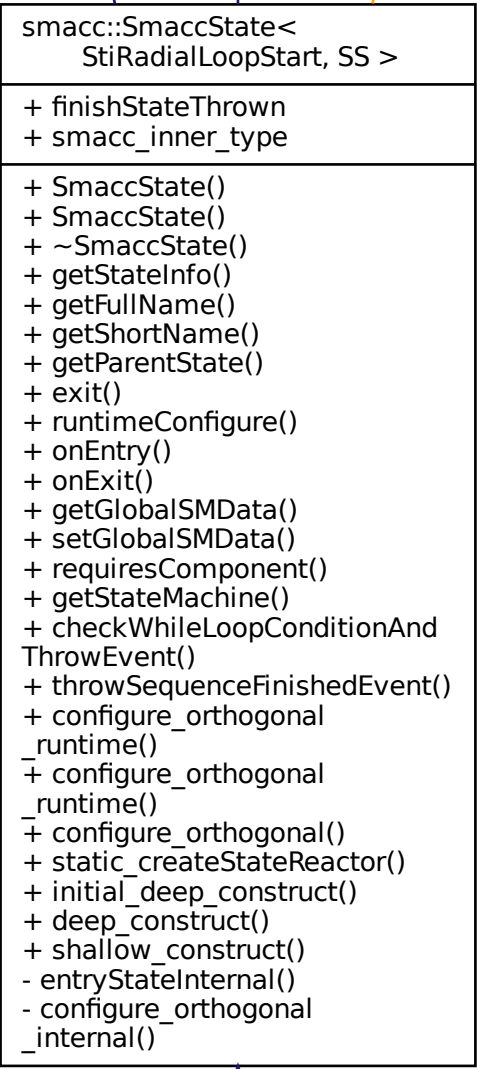 smacc::SmaccState<
StiRadialLoopStart, SS >
+ finishStateThrown
+ smacc_inner_type
+ SmaccState()
+ SmaccState()
+ ~SmaccState()
+ getStateInfo()
+ getFullName()
+ getShortName()
+ getParentState()
+ exit()
+ runtimeConfigure()
+ onEntry()
+ onExit()
+ getGlobalSMData()
+ setGlobalSMData()
+ requiresComponent()
+ getStateMachine()
+ checkWhileLoopConditionAnd
ThrowEvent()
+ throwSequenceFinishedEvent()
+ configure_orthogonal
_runtime()
+ configure_orthogonal
_runtime()
+ configure_orthogonal()
+ static_createStateReactor()
+ initial_deep_construct()
+ deep_construct()
+ shallow_construct()
- entryStateInternal()
- configure_orthogonal
_internal()